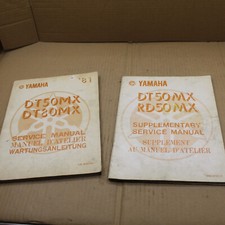 81
YAMAHA
DT50MX
DT80MX
SERVICE MANUAL
MANUEL D'ATELIER
WARTUNGSANLEITUNG
YAMAHA
DT50MX
RD50MX
SUPPLEMENTARY
SERVICE MANUAL
SUPPLEMENT
AU MANUEL D'ATELIER